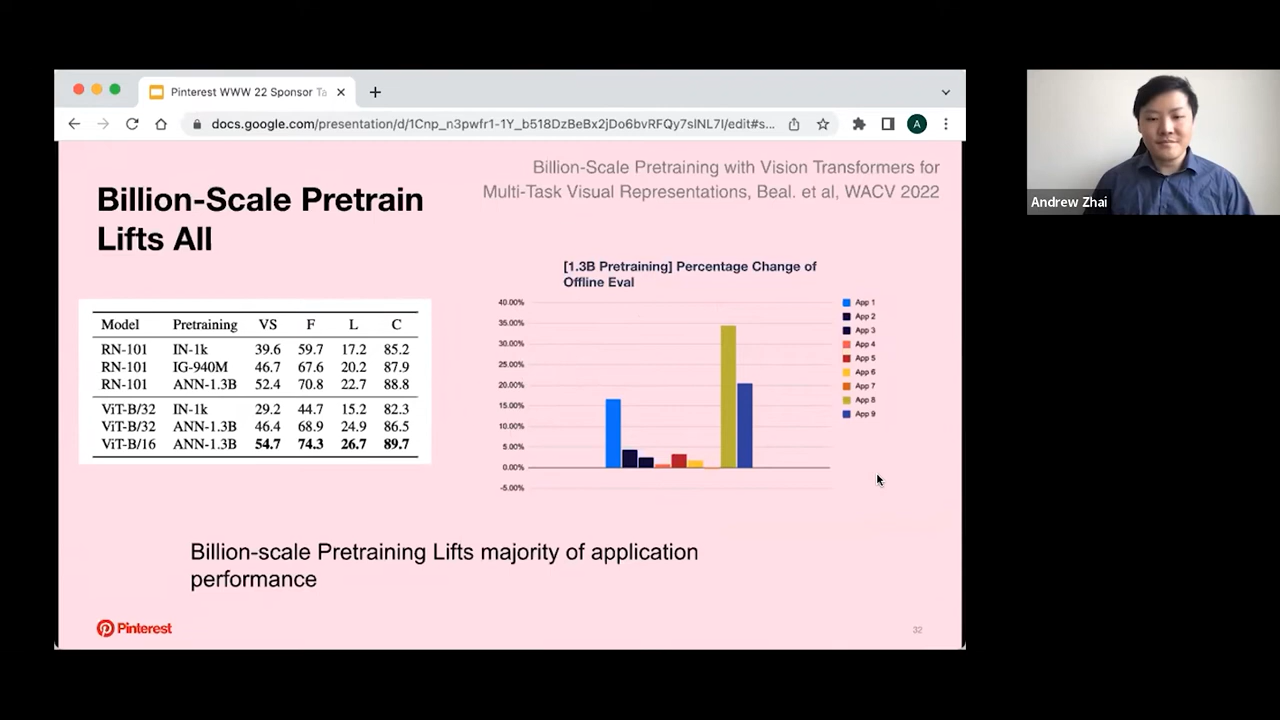 Pinterest WWW 22 Sponsor Ta
docs.google.com/presentation/d/1Cnp_n3pwfr1-1Y_b518DzBeBx2jDo6bvRFQy7slNL7I/edit#s...
A
Billion-Scale Pretraining with Vision Transformers for
Multi-Task Visual Representations, Beal. et al, WACV 2022
Billion-Scale Pretrain
Lifts All
Model Pretraining VS F L C
RN-101 IN-1k 39.6 59.7 17.2 85.2
RN-101 IG-940M 46.7 67.6 20.2 87.9
RN-101 ANN-1.3B 52.4 70.8 22.7 88.8
ViT-B/32 IN-1k 29.2 44.7 15.2 82.3
ViT-B/32 ANN-1.3B 46.4 68.9 24.9 86.5
ViT-B/16 ANN-1.3B 54.7 74.3 26.7 89.7
[1.3B Pretraining] Percentage Change of
Offline Eval
40.00%
35.00%
30.00%
25.00%
20.00%
15.00%
10.00%
5.00%
0.00%
-5.00%
App 1
App 2
App 3
App 4
App 5
App 6
App 7
App 8
App 9
Billion-scale Pretraining Lifts majority of application
performance
Pinterest
32
Andrew Zhai